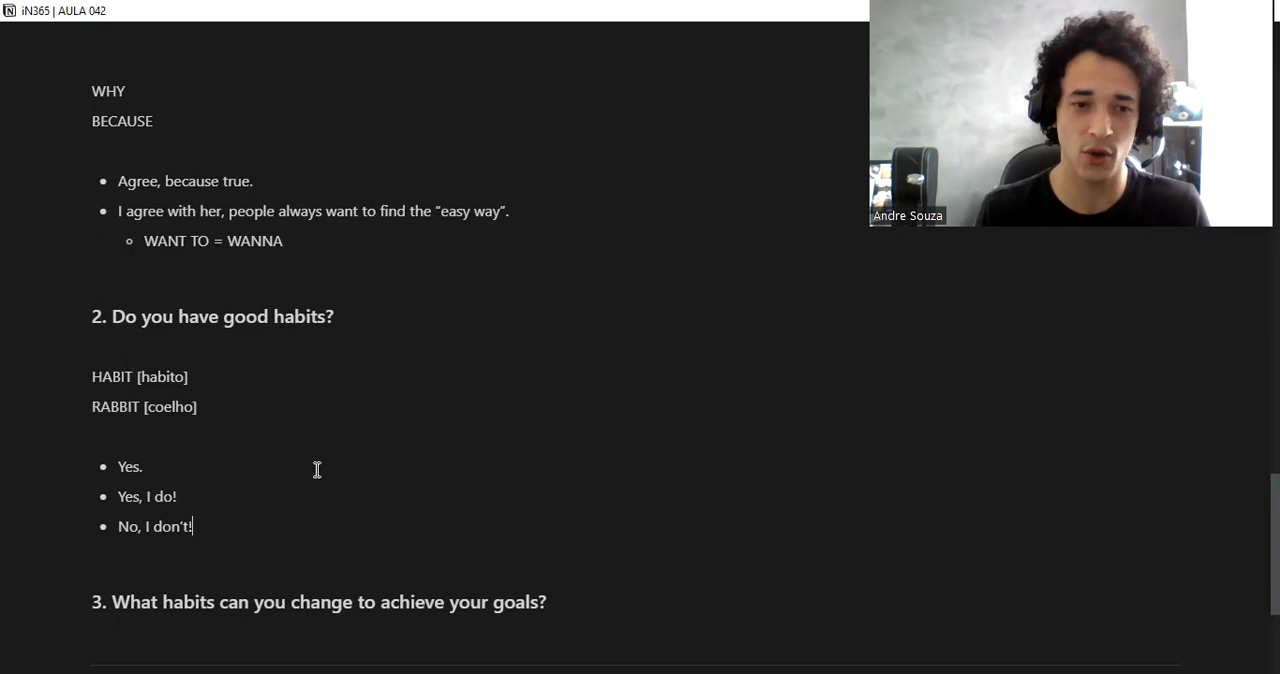 iN365 | AULA 042
WHY
BECAUSE
Agree, because true.
I agree with her, people always want to find the “easy way”.
WANT TO = WANNA
Andre Souza
2. Do you have good habits?
HABIT [habito]
RABBIT [coelho]
Yes.
Yes, I do!
No, I don’t!
3. What habits can you change to achieve your goals?